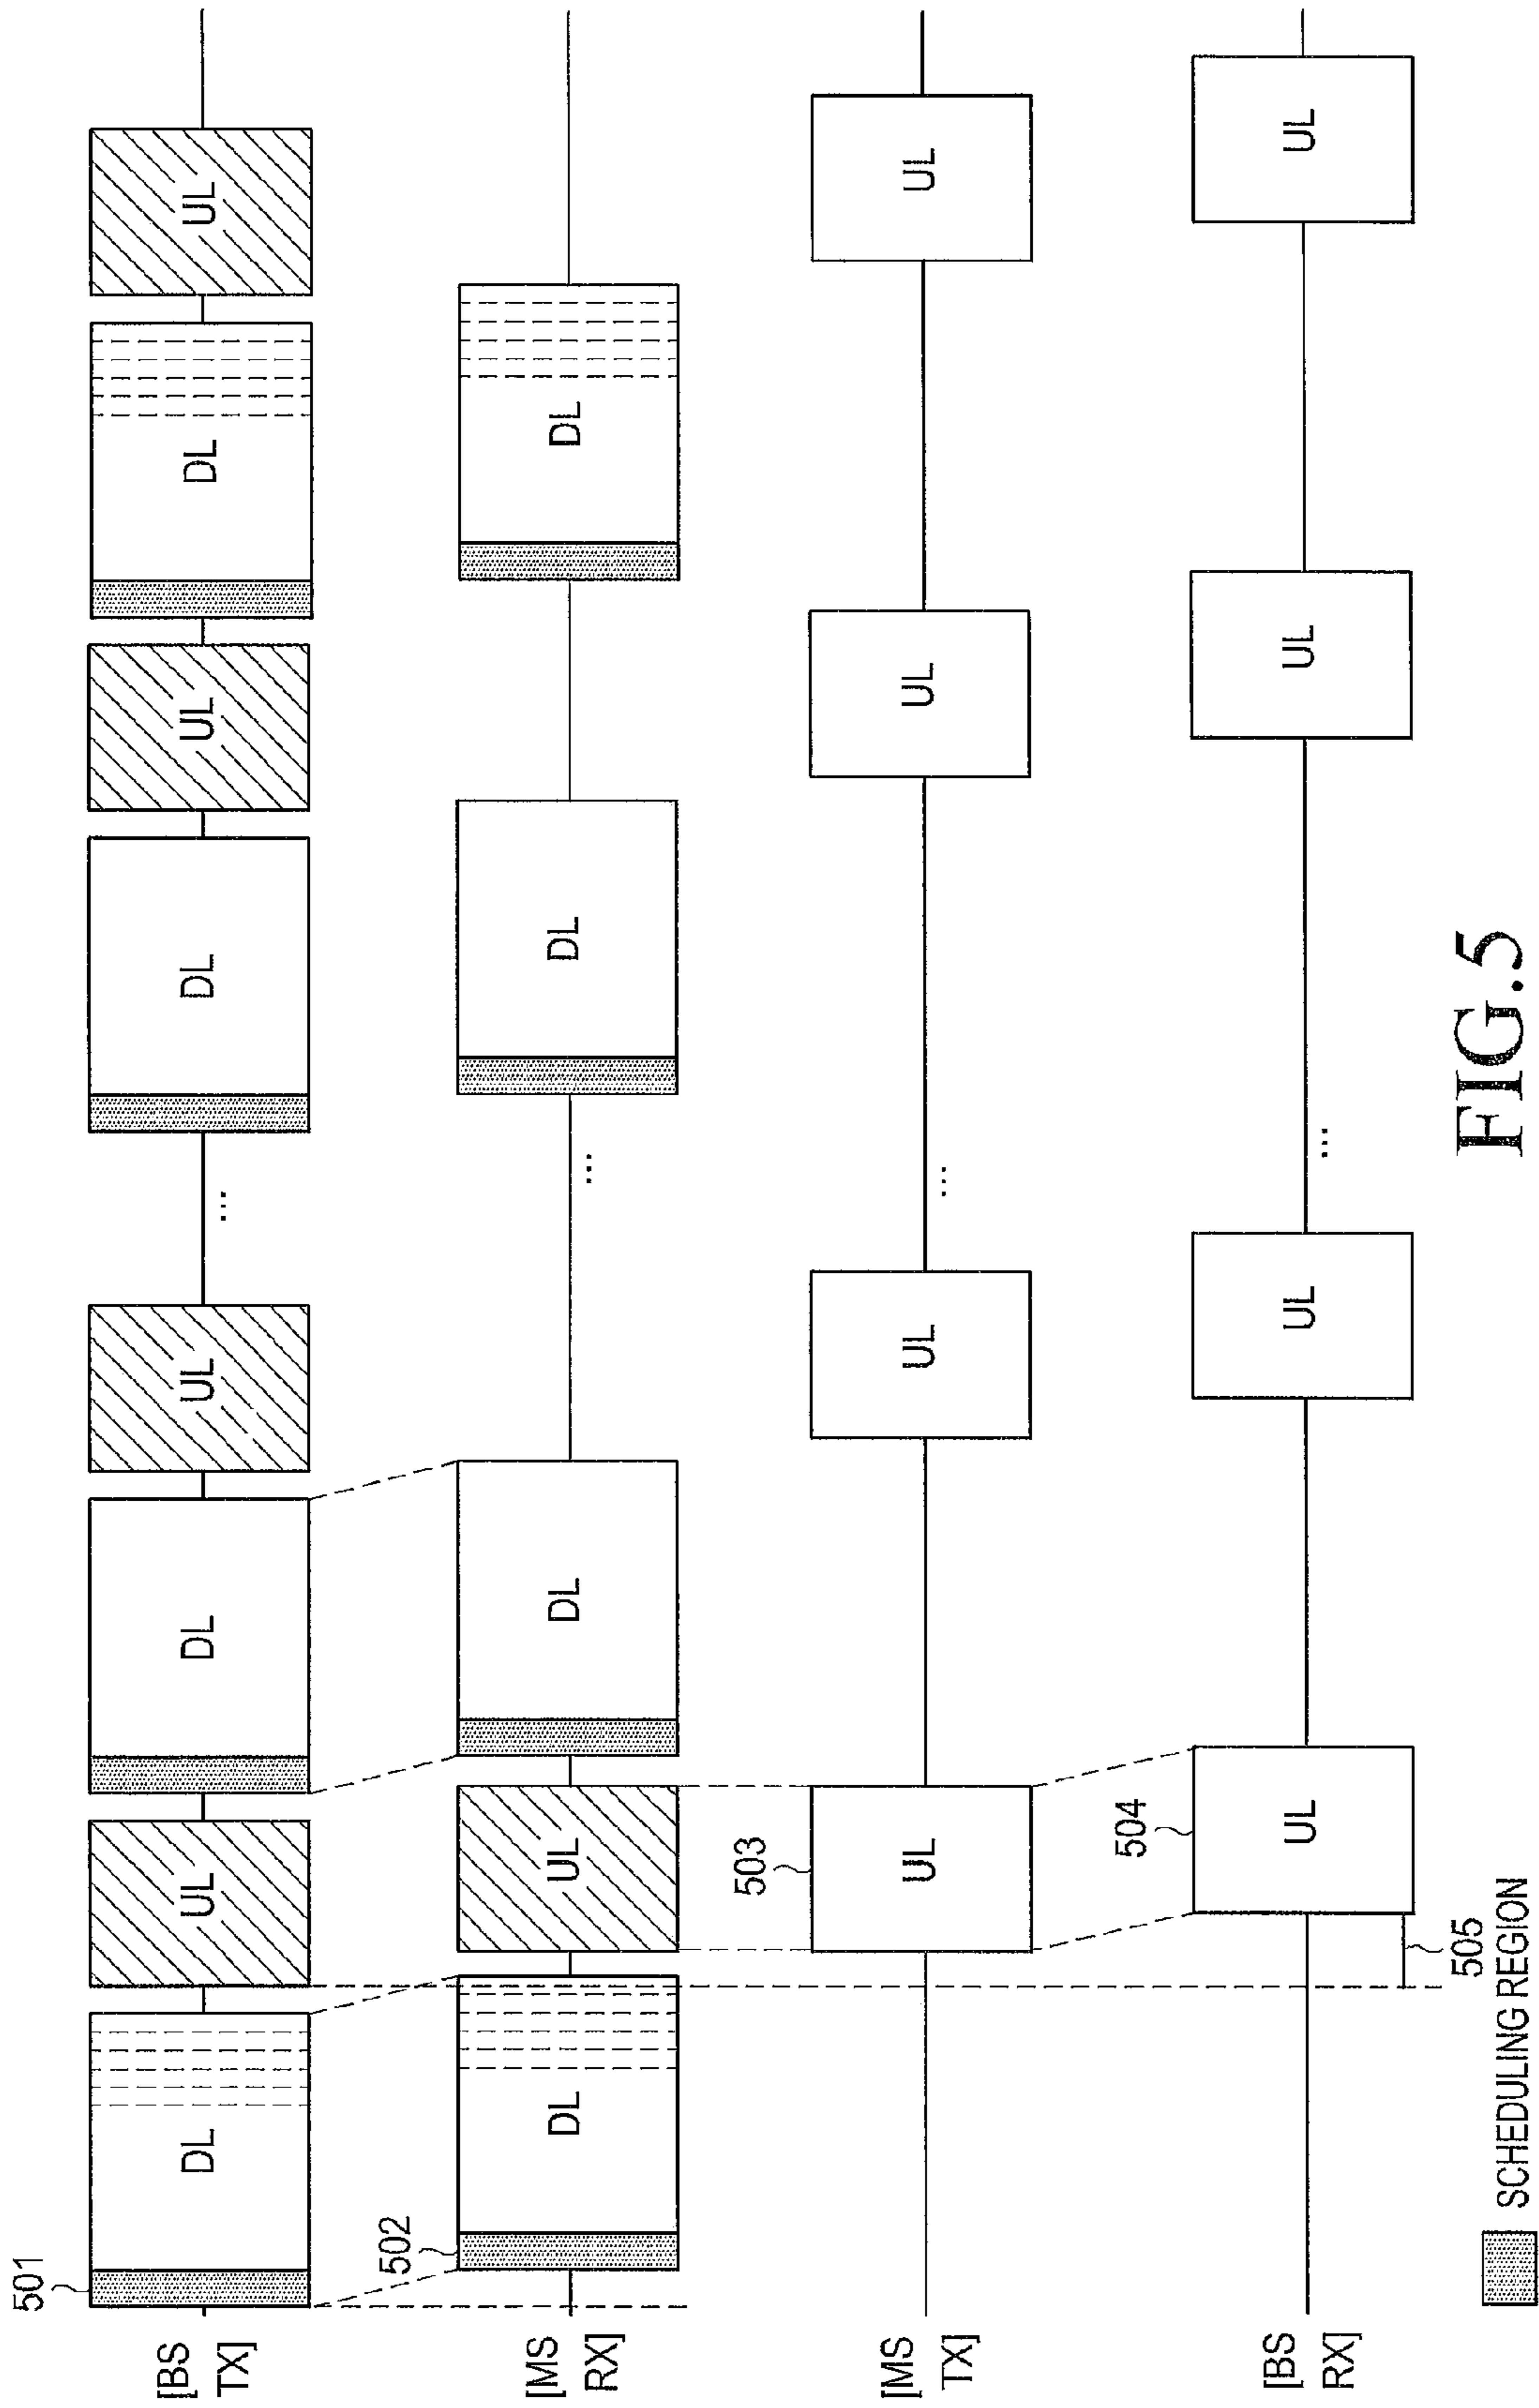 501
[BS
TX]
DL
UL
DL
UL
...
DL
UL
DL
UL
502
[MS
RX]
DL
UL
DL
...
DL
DL
503
[MS
TX]
UL
UL
...
UL
UL
504
[BS
RX]
UL
UL
...
UL
UL
505
SCHEDULING REGION
FIG.5